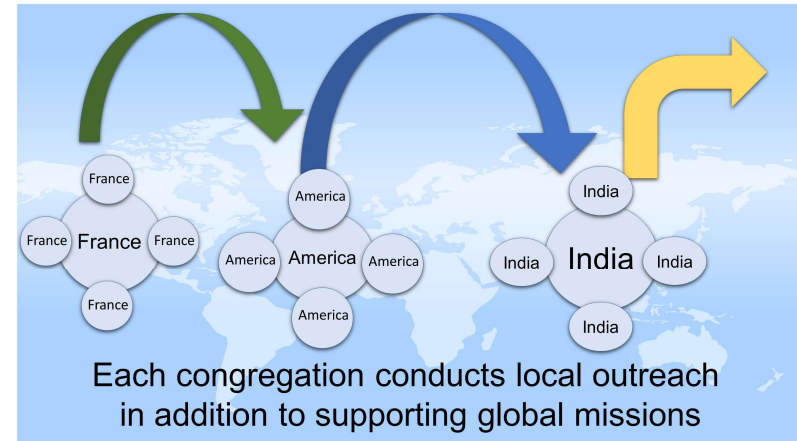 France
France
France
France
France
America
America
America
America
America
India
India
India
India
India
Each congregation conducts local outreach
in addition to supporting global missions